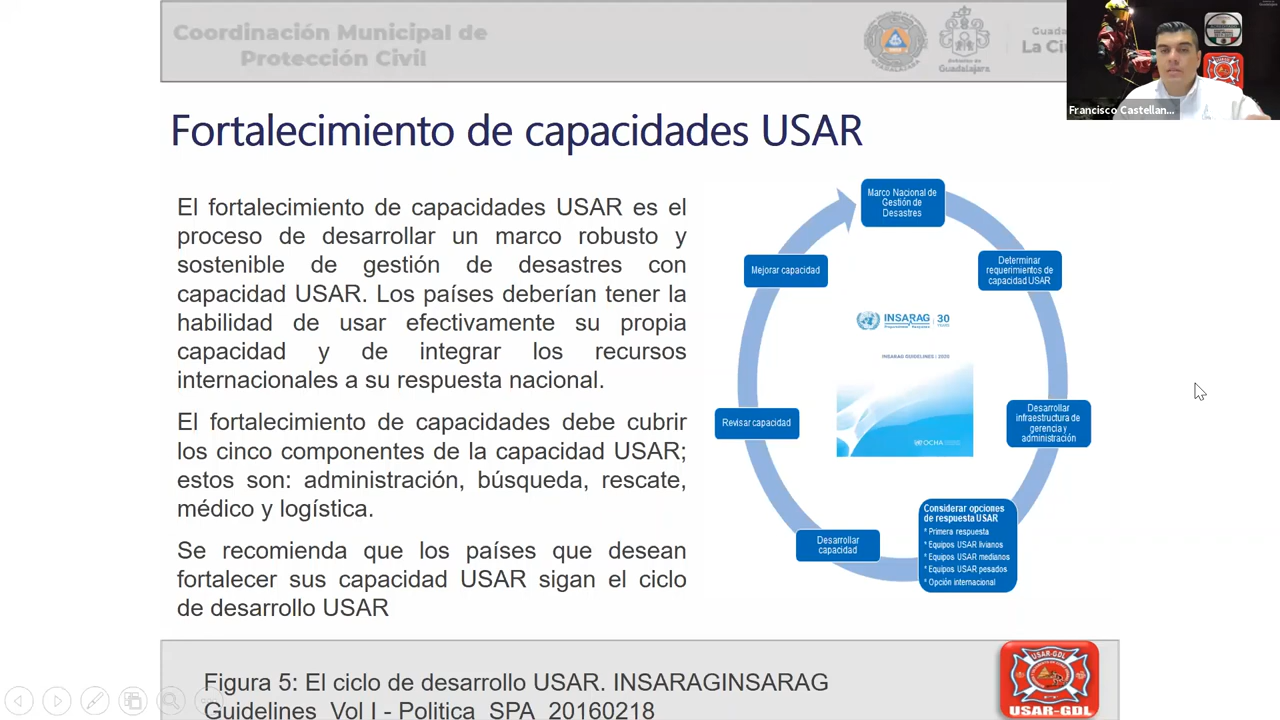 Coordinación Municipal de
Protección Civil
GUADALAJARA
Gobierno de
Guadalajara
Guada
La Ciu
Francisco Castellan...
Fortalecimiento de capacidades USAR
El fortalecimiento de capacidades USAR es el
proceso de desarrollar un marco robusto y
sostenible de gestión de desastres con
capacidad USAR. Los países deberían tener la
habilidad de usar efectivamente su propia
capacidad y de integrar los recursos
internacionales a su respuesta nacional.
El fortalecimiento de capacidades debe cubrir
los cinco componentes de la capacidad USAR;
estos son: administración, búsqueda, rescate,
médico y logística.
Se recomienda que los países que desean
fortalecer sus capacidad USAR sigan el ciclo
de desarrollo USAR
Marco Nacional de
Gestión de
Desastres
Determinar
requerimientos de
capacidad USAR
Desarrollar
infraestructura de
gerencia y
administración
Considerar opciones
de respuesta USAR
* Primera respuesta
* Equipos USAR livianos
* Equipos USAR medianos
* Equipos USAR pesados
* Opción internacional
Desarrollar
capacidad
Revisar capacidad
Mejorar capacidad
INSARAG 30
YEARS
INSARAG GUIDELINES | 2020
OCHA
Figura 5: El ciclo de desarrollo USAR. INSARAGINSARAG
Guidelines_Vol I - Politica_SPA_20160218
USAR-GDL
USAR-GDL